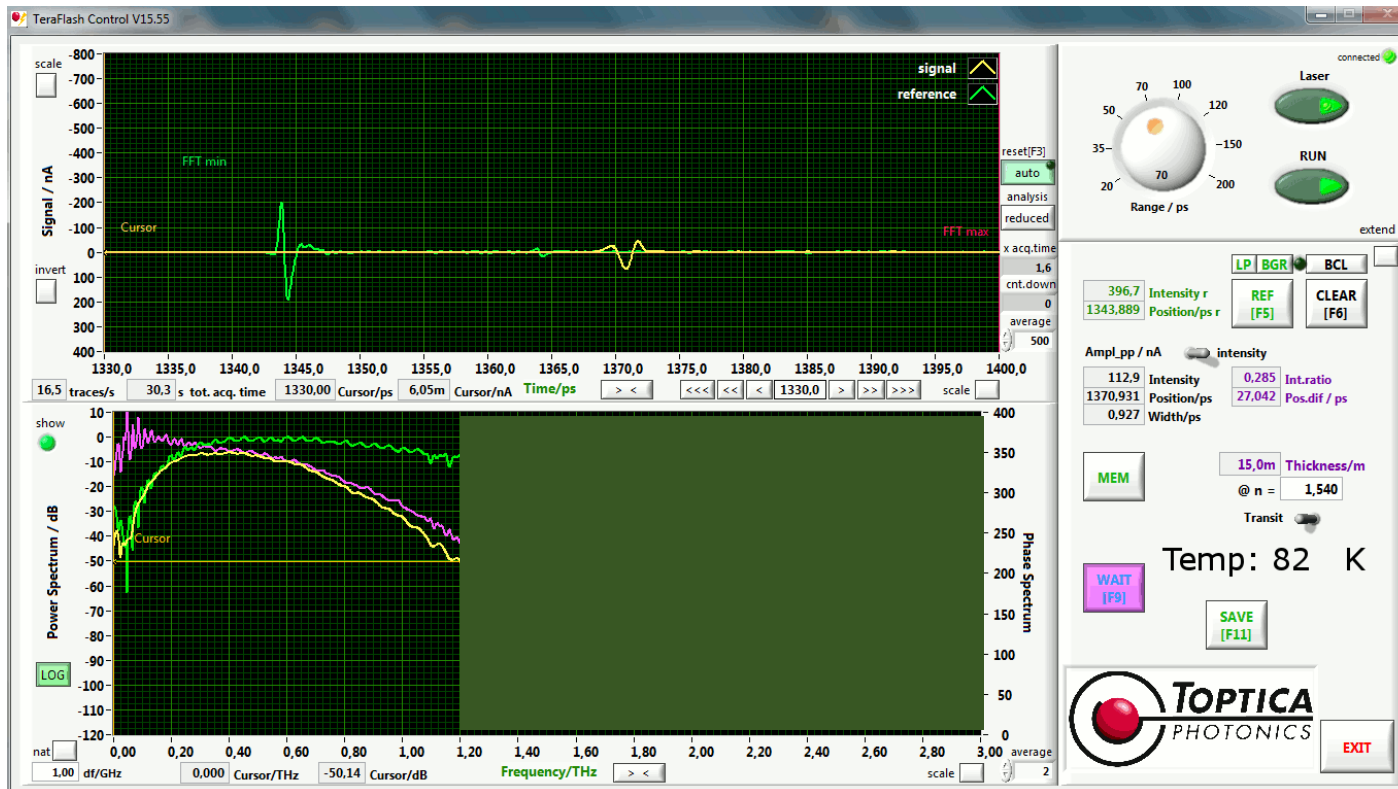 TeraFlash Control V15.55
scale
Signal / nA
invert
-800
-700
-600
-500
-400
-300
-200
-100
0
100
200
300
400
signal
reference
FFT min
Cursor
FFT max
1330,0 1335,0 1340,0 1345,0 1350,0 1355,0 1360,0 1365,0 1370,0 1375,0 1380,0 1385,0 1390,0 1395,0 1400,0
16,5 traces/s 30,3 s tot. acq. time 1330,00 Cursor/ps 6,05m Cursor/nA Time/ps > < <<< << < 1330,0 > >> >>> scale
reset[F3]
auto
analysis
reduced
x acq.time
1,6
cnt.down
0
average
500
connected
Laser
RUN
20 35 50 70 100 120 150 200
70
Range / ps
extend
LP BGR BCL
396,7 Intensity r
1343,889 Position/ps r
REF
[F5]
CLEAR
[F6]
Ampl_pp / nA intensity
112,9 Intensity
1370,931 Position/ps
0,927 Width/ps
0,285 Int.ratio
27,042 Pos.dif / ps
MEM
15,0m Thickness/m
@ n = 1,540
Transit
Temp: 82 K
WAIT
[F9]
SAVE
[F11]
TOPTICA
PHOTONICS
EXIT
show
Power Spectrum / dB
LOG
nat
10
0
-10
-20
-30
-40
-50
-60
-70
-80
-90
-100
-110
-120
Cursor
400
350
300
250
200
150
100
50
0
Phase Spectrum
0,00 0,20 0,40 0,60 0,80 1,00 1,20 1,40 1,60 1,80 2,00 2,20 2,40 2,60 2,80 3,00
1,00 df/GHz 0,000 Cursor/THz -50,14 Cursor/dB Frequency/THz > < scale
average
2